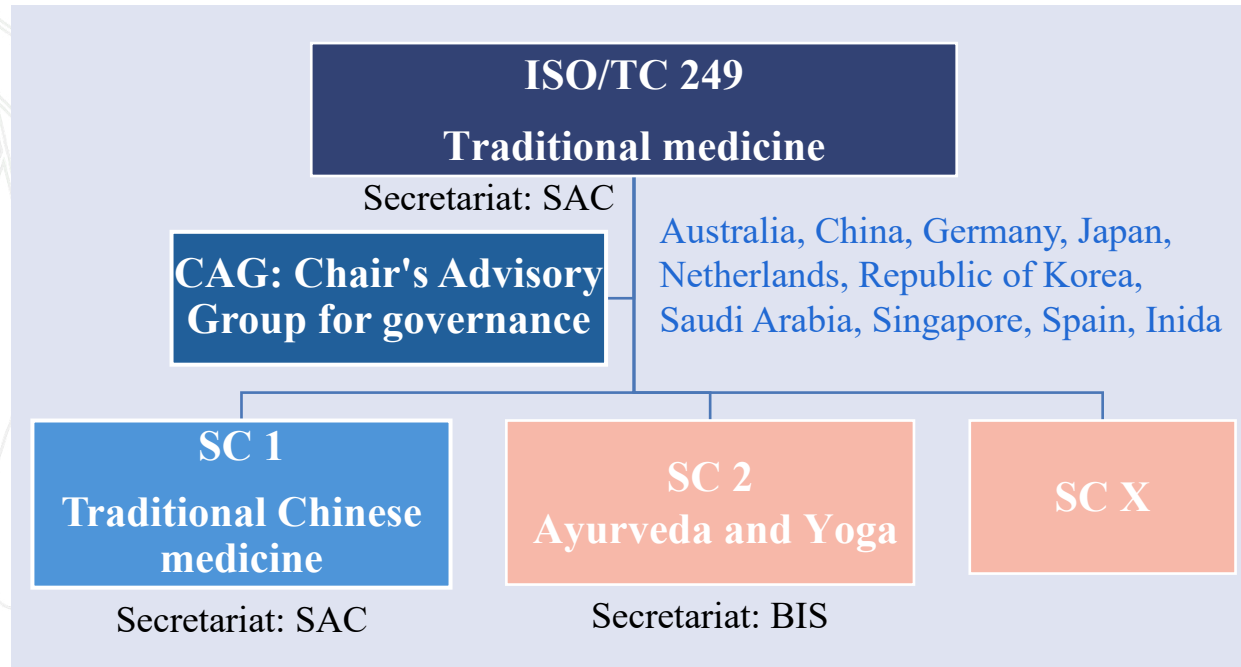 ISO/TC 249
Traditional medicine
Secretariat: SAC
CAG: Chair's Advisory
Group for governance
Australia, China, Germany, Japan,
Netherlands, Republic of Korea,
Saudi Arabia, Singapore, Spain, Inida
SC 1
Traditional Chinese
medicine
Secretariat: SAC
SC 2
Ayurveda and Yoga
Secretariat: BIS
SC X